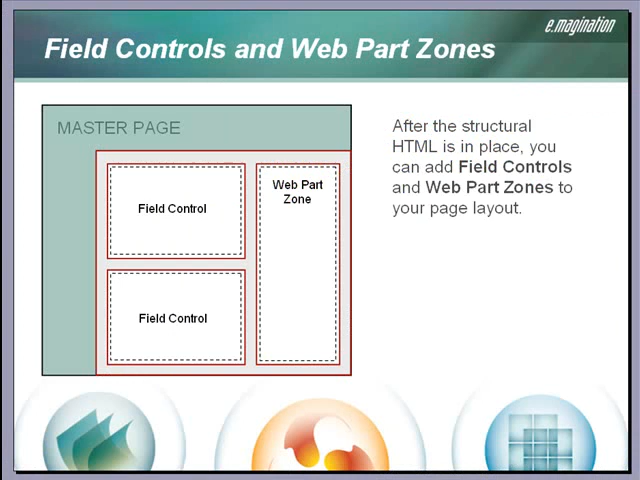 e.magination
Field Controls and Web Part Zones
MASTER PAGE
Field Control
Web Part
Zone
Field Control
After the structural
HTML is in place, you
can add Field Controls
and Web Part Zones to
your page layout.